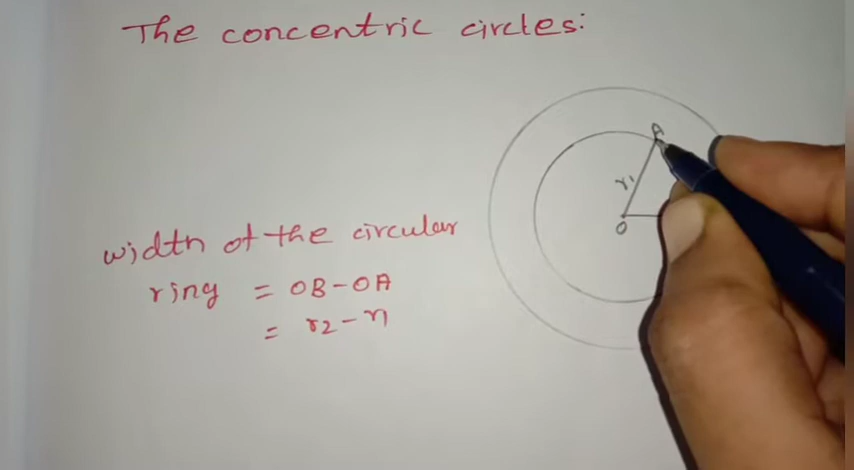 The concentric circles:
A
r1
O
width of the circular
ring = OB-OA
= r2-r1